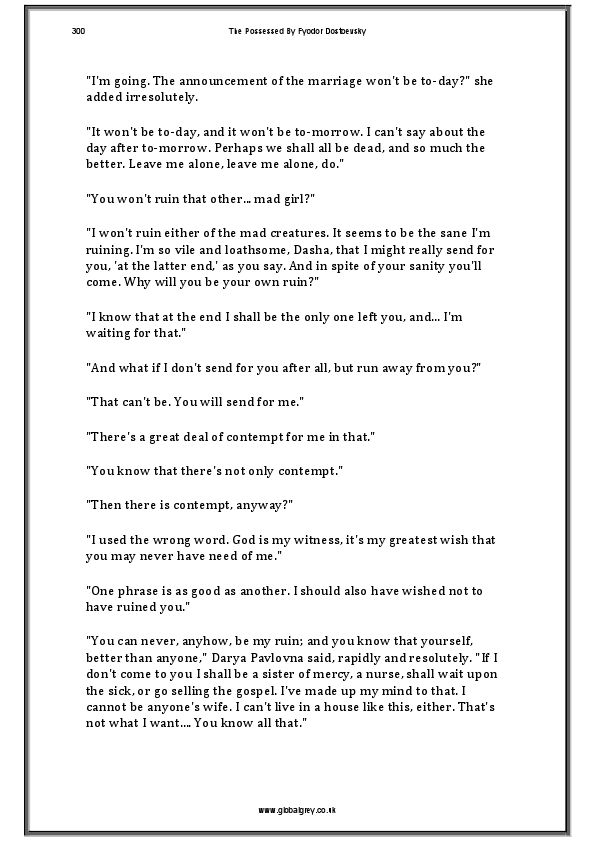 300
The Possessed By Fyodor Dostoevsky
"I'm going. The announcement of the marriage won't be to-day?" she
added irresolutely.
"It won't be to-day, and it won't be to-morrow. I can't say about the
day after to-morrow. Perhaps we shall all be dead, and so much the
better. Leave me alone, leave me alone, do."
"You won't ruin that other... mad girl?"
"I won't ruin either of the mad creatures. It seems to be the sane I'm
ruining. I'm so vile and loathsome, Dasha, that I might really send for
you, 'at the latter end,' as you say. And in spite of your sanity you'll
come. Why will you be your own ruin?"
"I know that at the end I shall be the only one left you, and... I'm
waiting for that."
"And what if I don't send for you after all, but run away from you?"
"That can't be. You will send for me."
"There's a great deal of contempt for me in that."
"You know that there's not only contempt."
"Then there is contempt, anyway?"
"I used the wrong word. God is my witness, it's my greatest wish that
you may never have need of me."
"One phrase is as good as another. I should also have wished not to
have ruined you."
"You can never, anyhow, be my ruin; and you know that yourself,
better than anyone," Darya Pavlovna said, rapidly and resolutely. "If I
don't come to you I shall be a sister of mercy, a nurse, shall wait upon
the sick, or go selling the gospel. I've made up my mind to that. I
cannot be anyone's wife. I can't live in a house like this, either. That's
not what I want.... You know all that."
www.globalgrey.co.uk